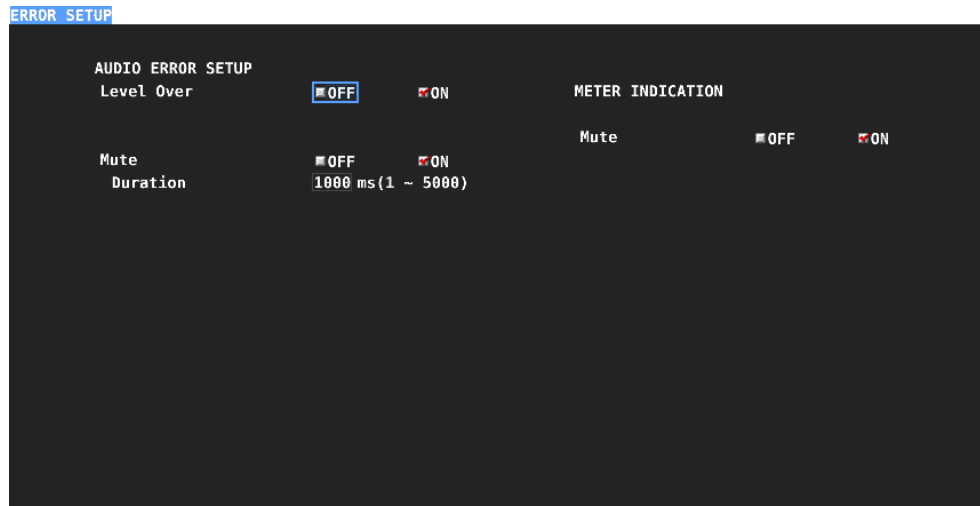 ERROR SETUP
AUDIO ERROR SETUP
Level Over OFF ON
METER INDICATION
Mute OFF ON
Mute OFF ON
Duration 1000 ms(1 ~ 5000)